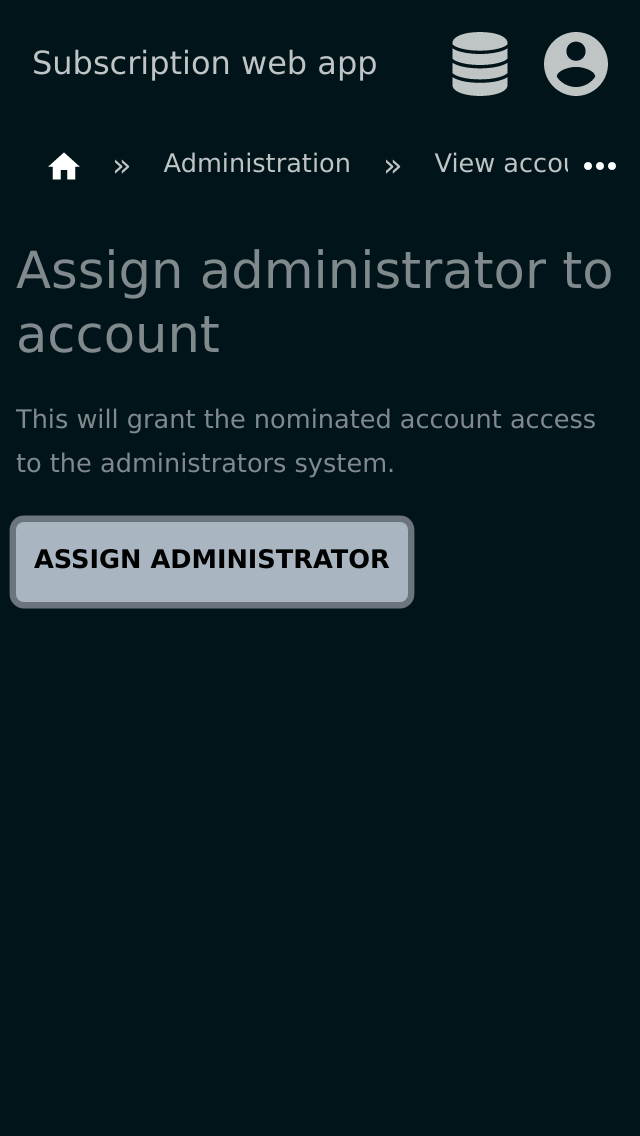 Subscription web app
» Administration » View accou
Assign administrator to
account
This will grant the nominated account access
to the administrators system.
ASSIGN ADMINISTRATOR